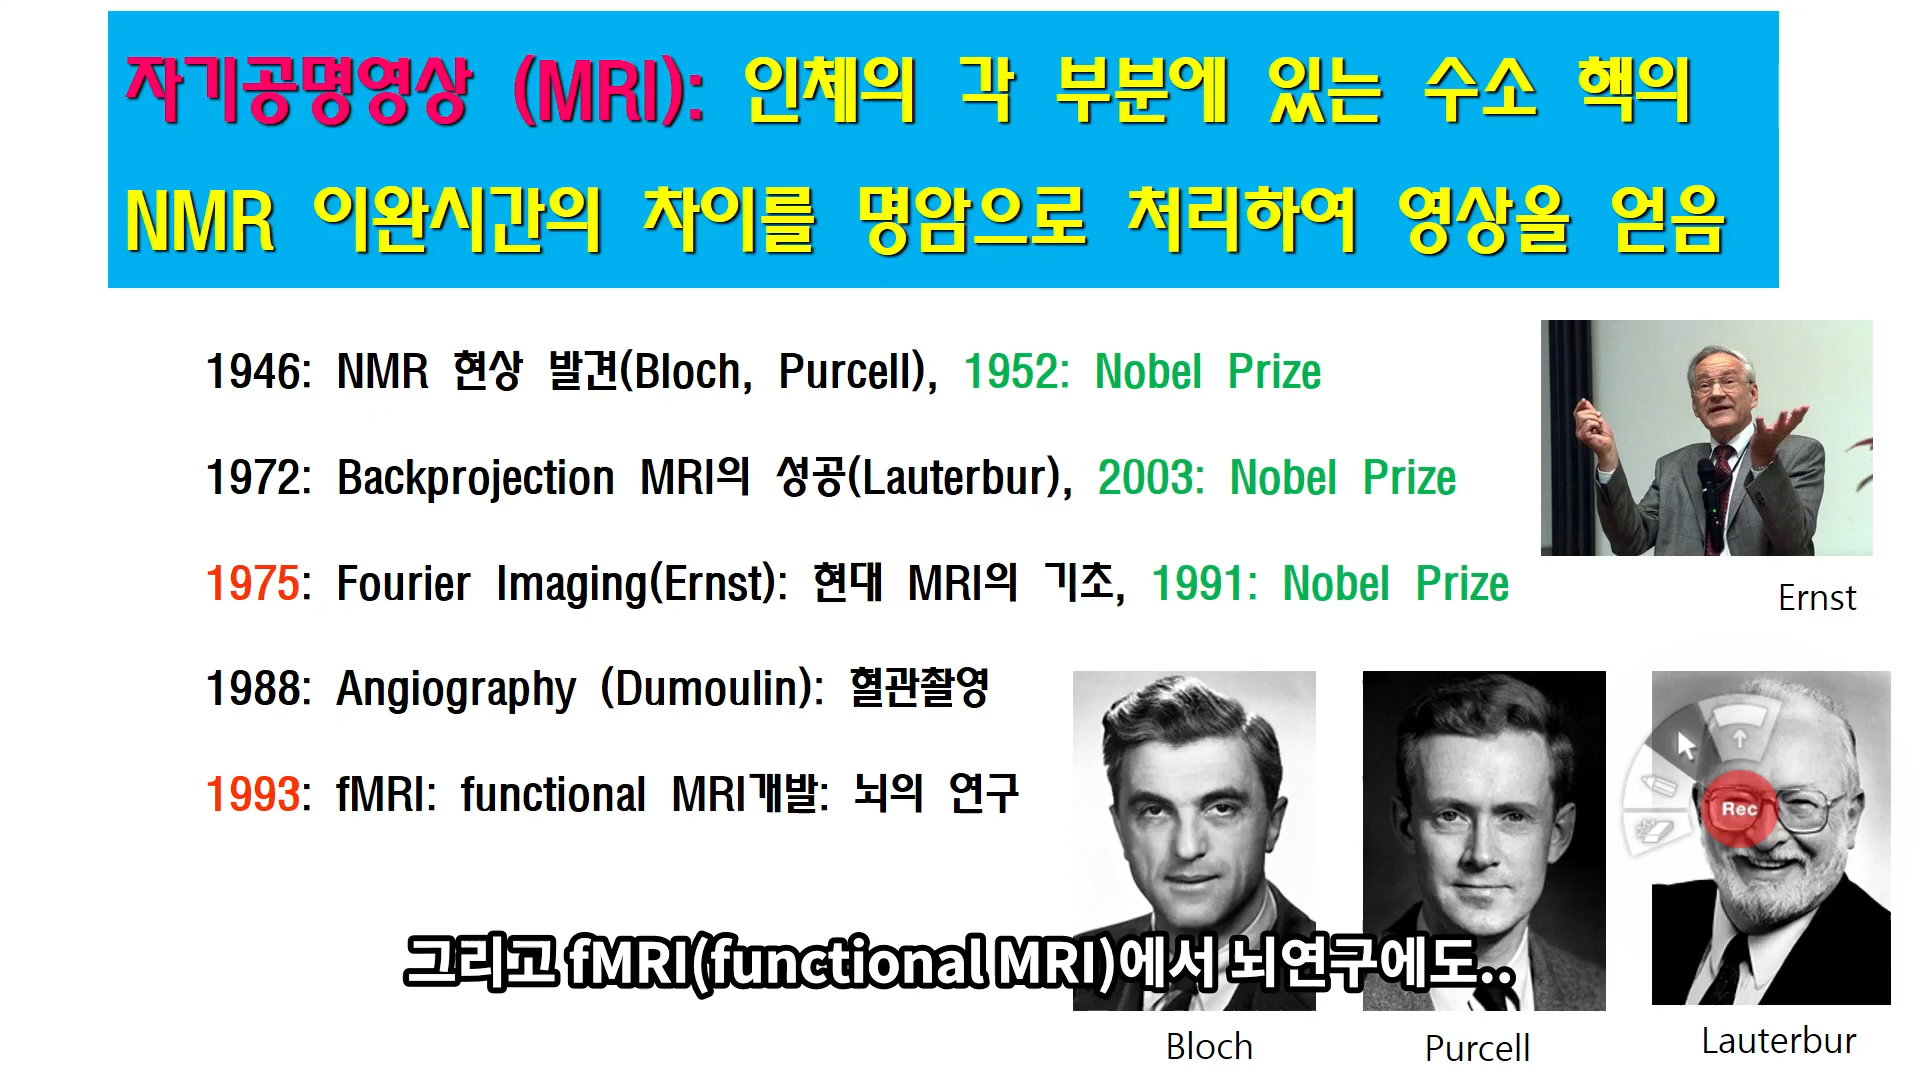 자기공명영상 (MRI): 인체의 각 부분에 있는 수소 핵의
NMR 이완시간의 차이를 명암으로 처리하여 영상을 얻음
1946: NMR 현상 발견(Bloch, Purcell), 1952: Nobel Prize
1972: Backprojection MRI의 성공(Lauterbur), 2003: Nobel Prize
1975: Fourier Imaging(Ernst): 현대 MRI의 기초, 1991: Nobel Prize
1988: Angiography (Dumoulin): 혈관촬영
1993: fMRI: functional MRI개발: 뇌의 연구
Ernst
Rec
그리고 fMRI(functional MRI)에서 뇌연구에도..
Bloch
Purcell
Lauterbur